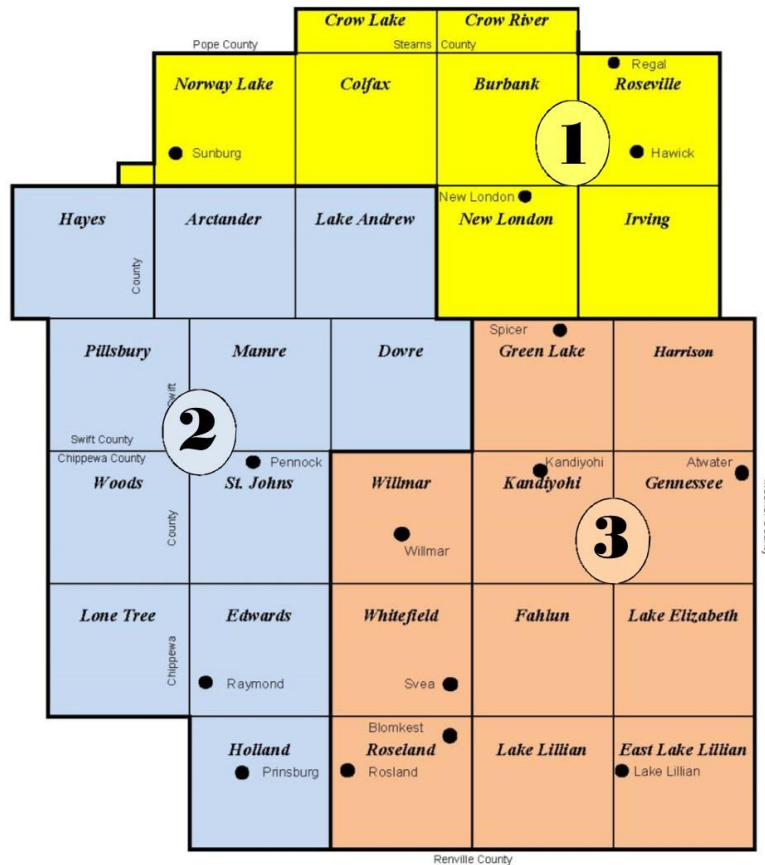 Crow Lake
Crow River
Pope County
Stearns County
Norway Lake
Colfax
Burbank
Regal
Roseville
1
Sunburg
Hawick
New London
Hayes
Arctander
Lake Andrew
New London
Irving
County
Spicer
Pillsbury
Mamre
Dovre
Green Lake
Harrison
Swift
2
Swift County
Chippewa County
Pennock
Kandiyohi
Atwater
Woods
St. Johns
Willmar
Kandiyohi
Gennessee
County
Willmar
3
Lone Tree
Edwards
Whitefield
Fahlun
Lake Elizabeth
Chippewa
Raymond
Svea
Blomkest
Holland
Roseland
Lake Lillian
East Lake Lillian
Prinsburg
Rosland
Lake Lillian
Renville County